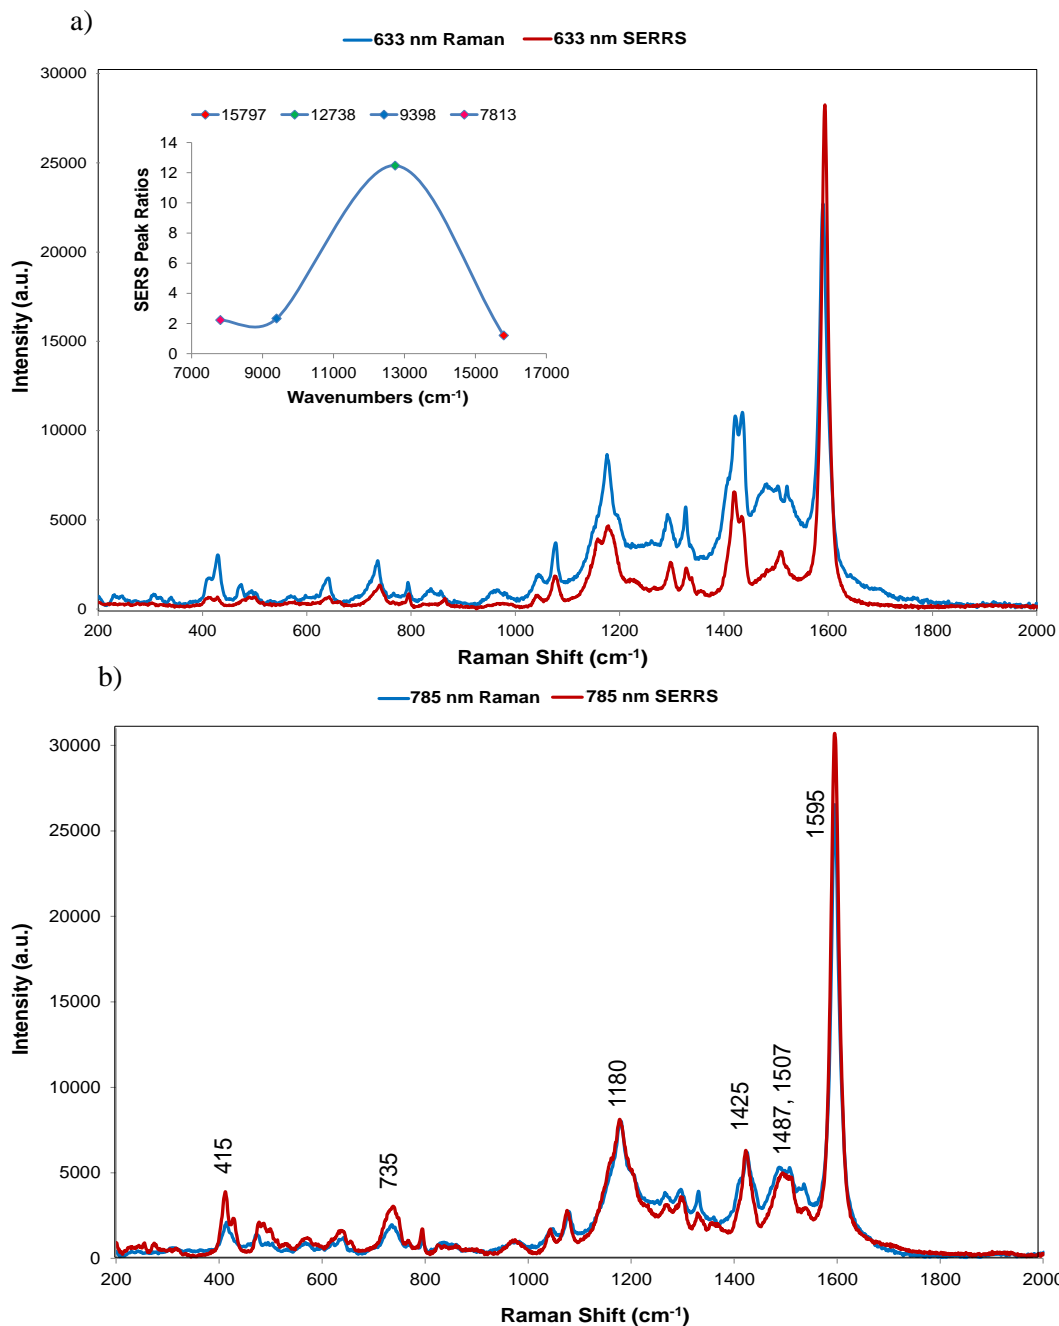 a)
633 nm Raman 633 nm SERRS
30000
25000
20000
15000
10000
5000
0
Intensity (a.u.)
200 400 600 800 1000 1200 1400 1600 1800 2000
Raman Shift (cm⁻¹)
15797 12738 9398 7813
14
12
10
8
6
4
2
0
SERS Peak Ratios
7000 9000 11000 13000 15000 17000
Wavenumbers (cm⁻¹)
b)
785 nm Raman 785 nm SERRS
30000
25000
20000
15000
10000
5000
0
Intensity (a.u.)
415
735
1180
1425
1487, 1507
1595
200 400 600 800 1000 1200 1400 1600 1800 2000
Raman Shift (cm⁻¹)